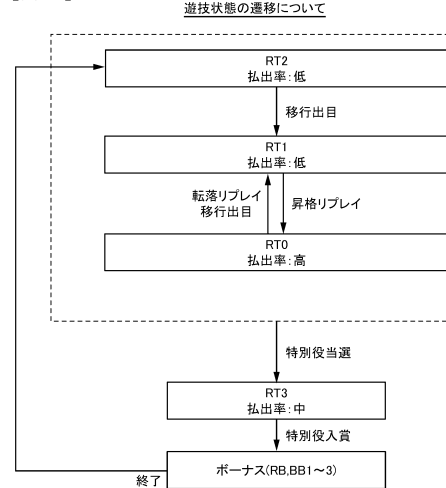 遊技状態の遷移について
RT2
払出率:低
移行出目
RT1
払出率:低
転落リプレイ
移行出目
昇格リプレイ
RT0
払出率:高
特別役当選
RT3
払出率:中
特別役入賞
ボーナス(RB,BB1~3)
終了